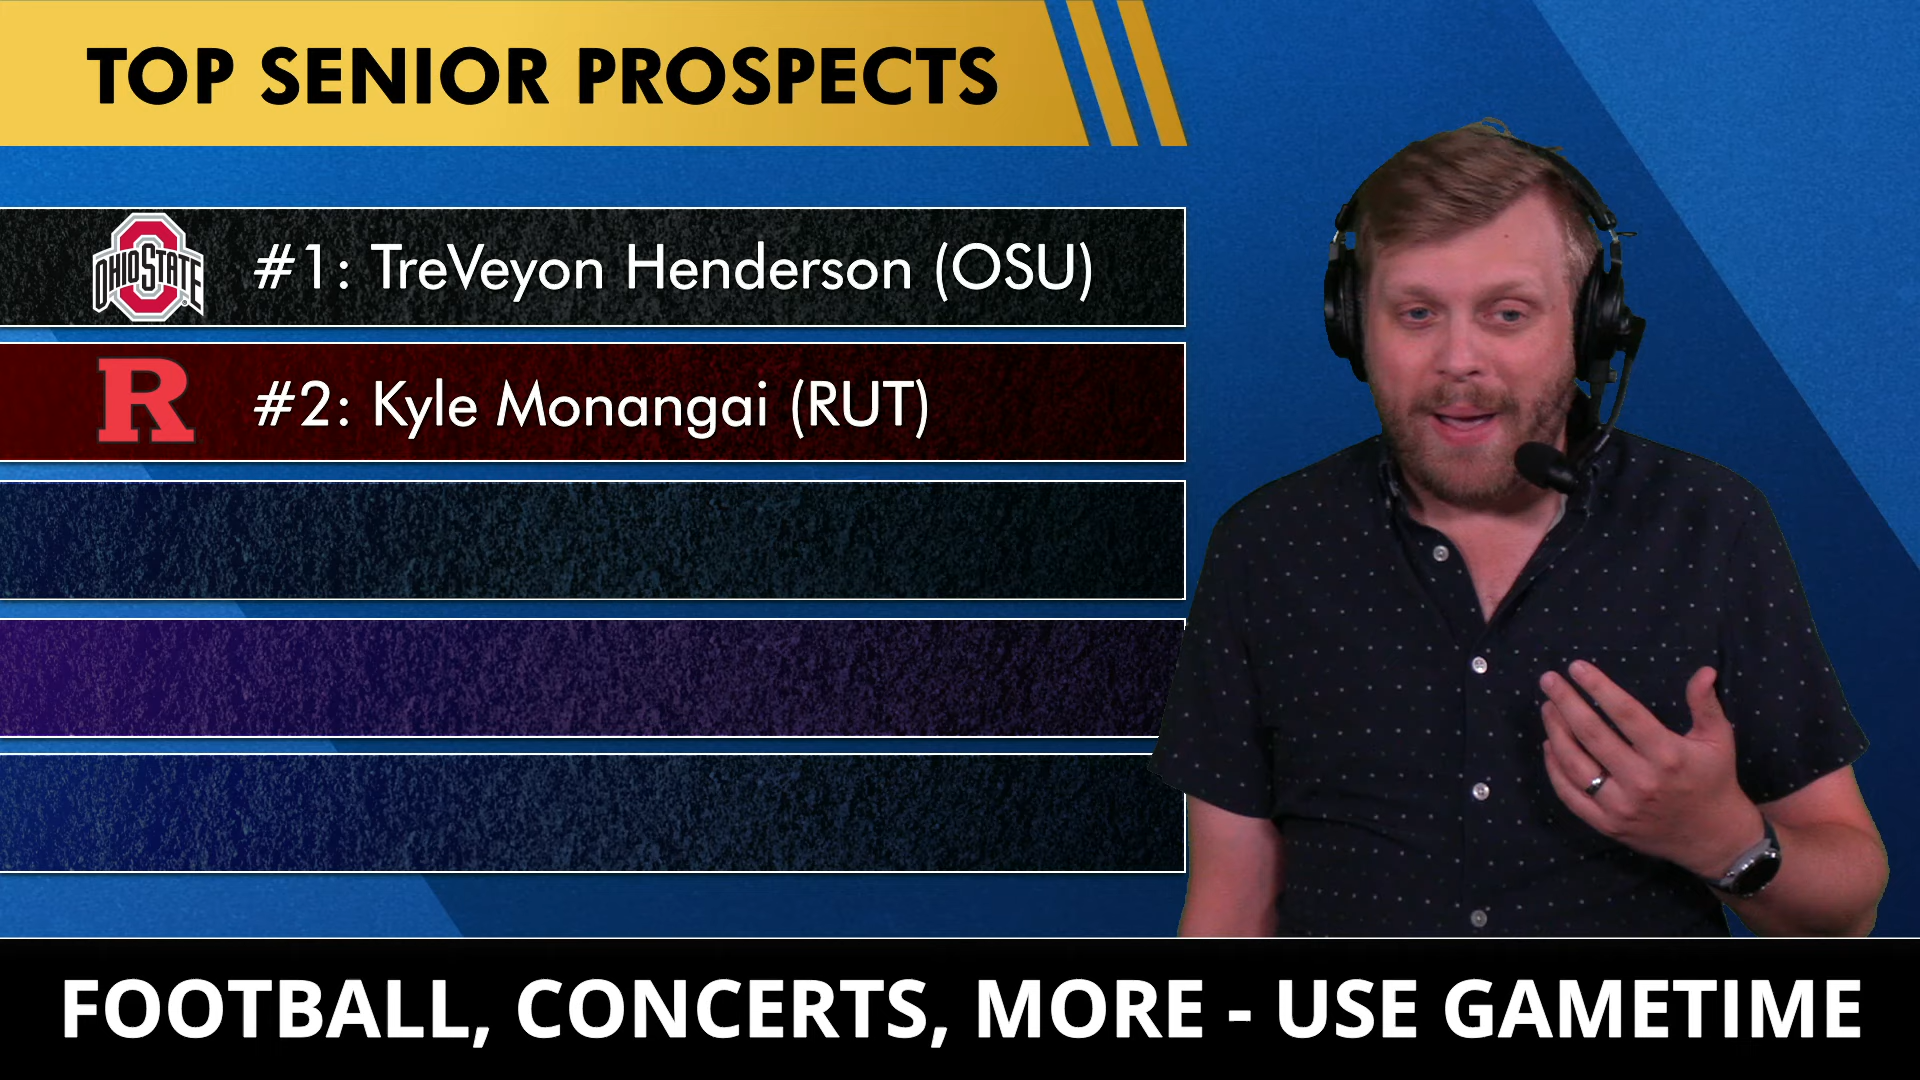 TOP SENIOR PROSPECTS
OHIO STATE
#1: TreVeyon Henderson (OSU)
R
#2: Kyle Monangai (RUT)
FOOTBALL, CONCERTS, MORE - USE GAMETIME